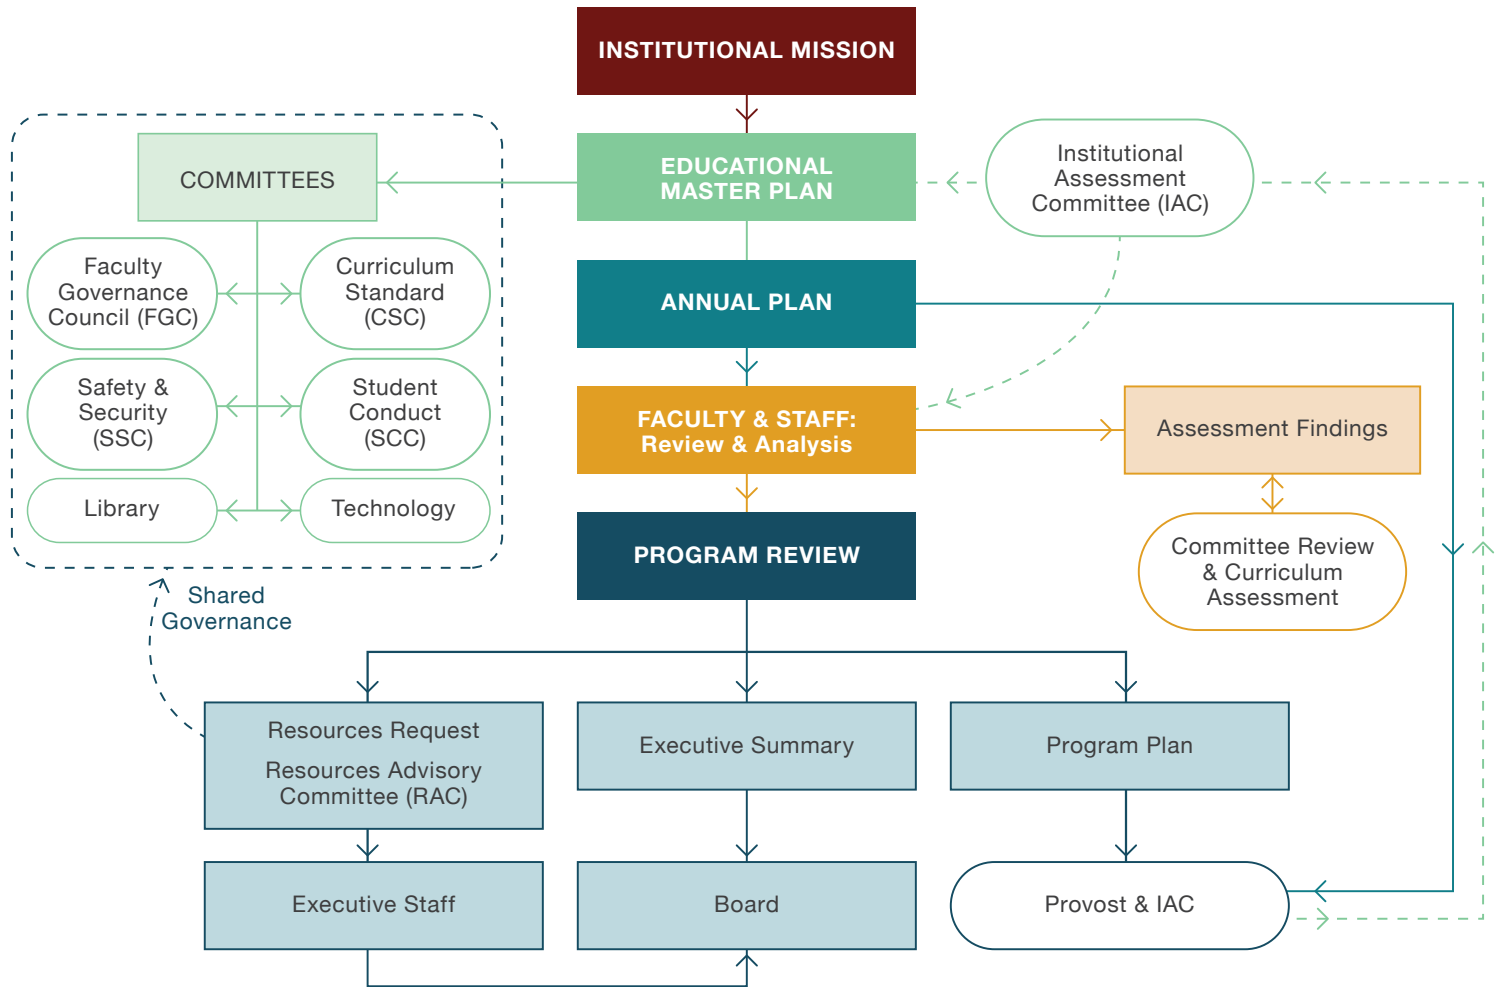 INSTITUTIONAL MISSION
EDUCATIONAL
MASTER PLAN
Institutional
Assessment
Committee (IAC)
COMMITTEES
Faculty
Governance
Council (FGC)
Curriculum
Standard
(CSC)
Safety &
Security
(SSC)
Student
Conduct
(SCC)
Library
Technology
Shared
Governance
ANNUAL PLAN
FACULTY & STAFF:
Review & Analysis
Assessment Findings
Committee Review
& Curriculum
Assessment
PROGRAM REVIEW
Resources Request
Resources Advisory
Committee (RAC)
Executive Summary
Program Plan
Executive Staff
Board
Provost & IAC